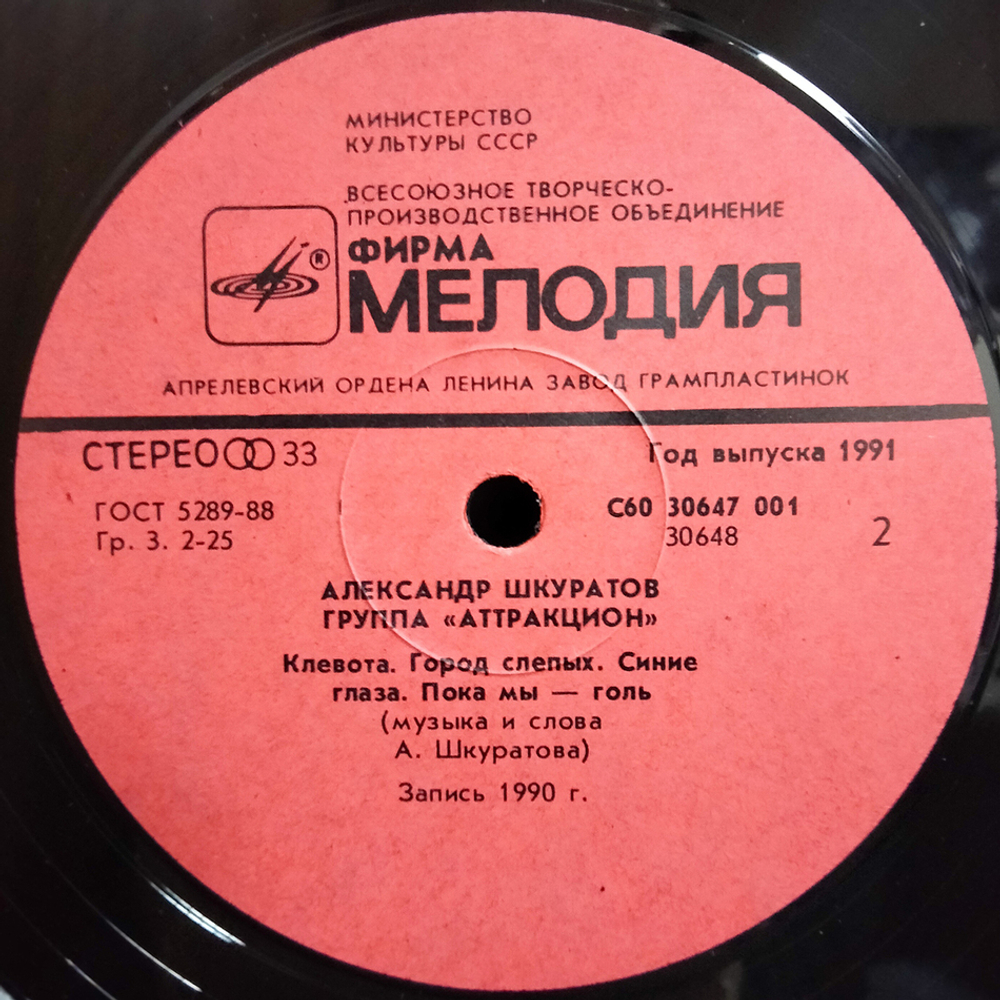 МИНИСТЕРСТВО
КУЛЬТУРЫ СССР
ВСЕСОЮЗНОЕ ТВОРЧЕСКО-
ПРОИЗВОДСТВЕННОЕ ОБЪЕДИНЕНИЕ
ФИРМА
®
МЕЛОДИЯ
АПРЕЛЕВСКИЙ ОРДЕНА ЛЕНИНА ЗАВОД ГРАМПЛАСТИНОК
СТЕРЕО 33
Год выпуска 1991
ГОСТ 5289-88
Гр. 3. 2-25
С60 30647 001
30648
2
АЛЕКСАНДР ШКУРАТОВ
ГРУППА «АТТРАКЦИОН»
Клевота. Город слепых. Синие
глаза. Пока мы — голь
(музыка и слова
А. Шкуратова)
Запись 1990 г.